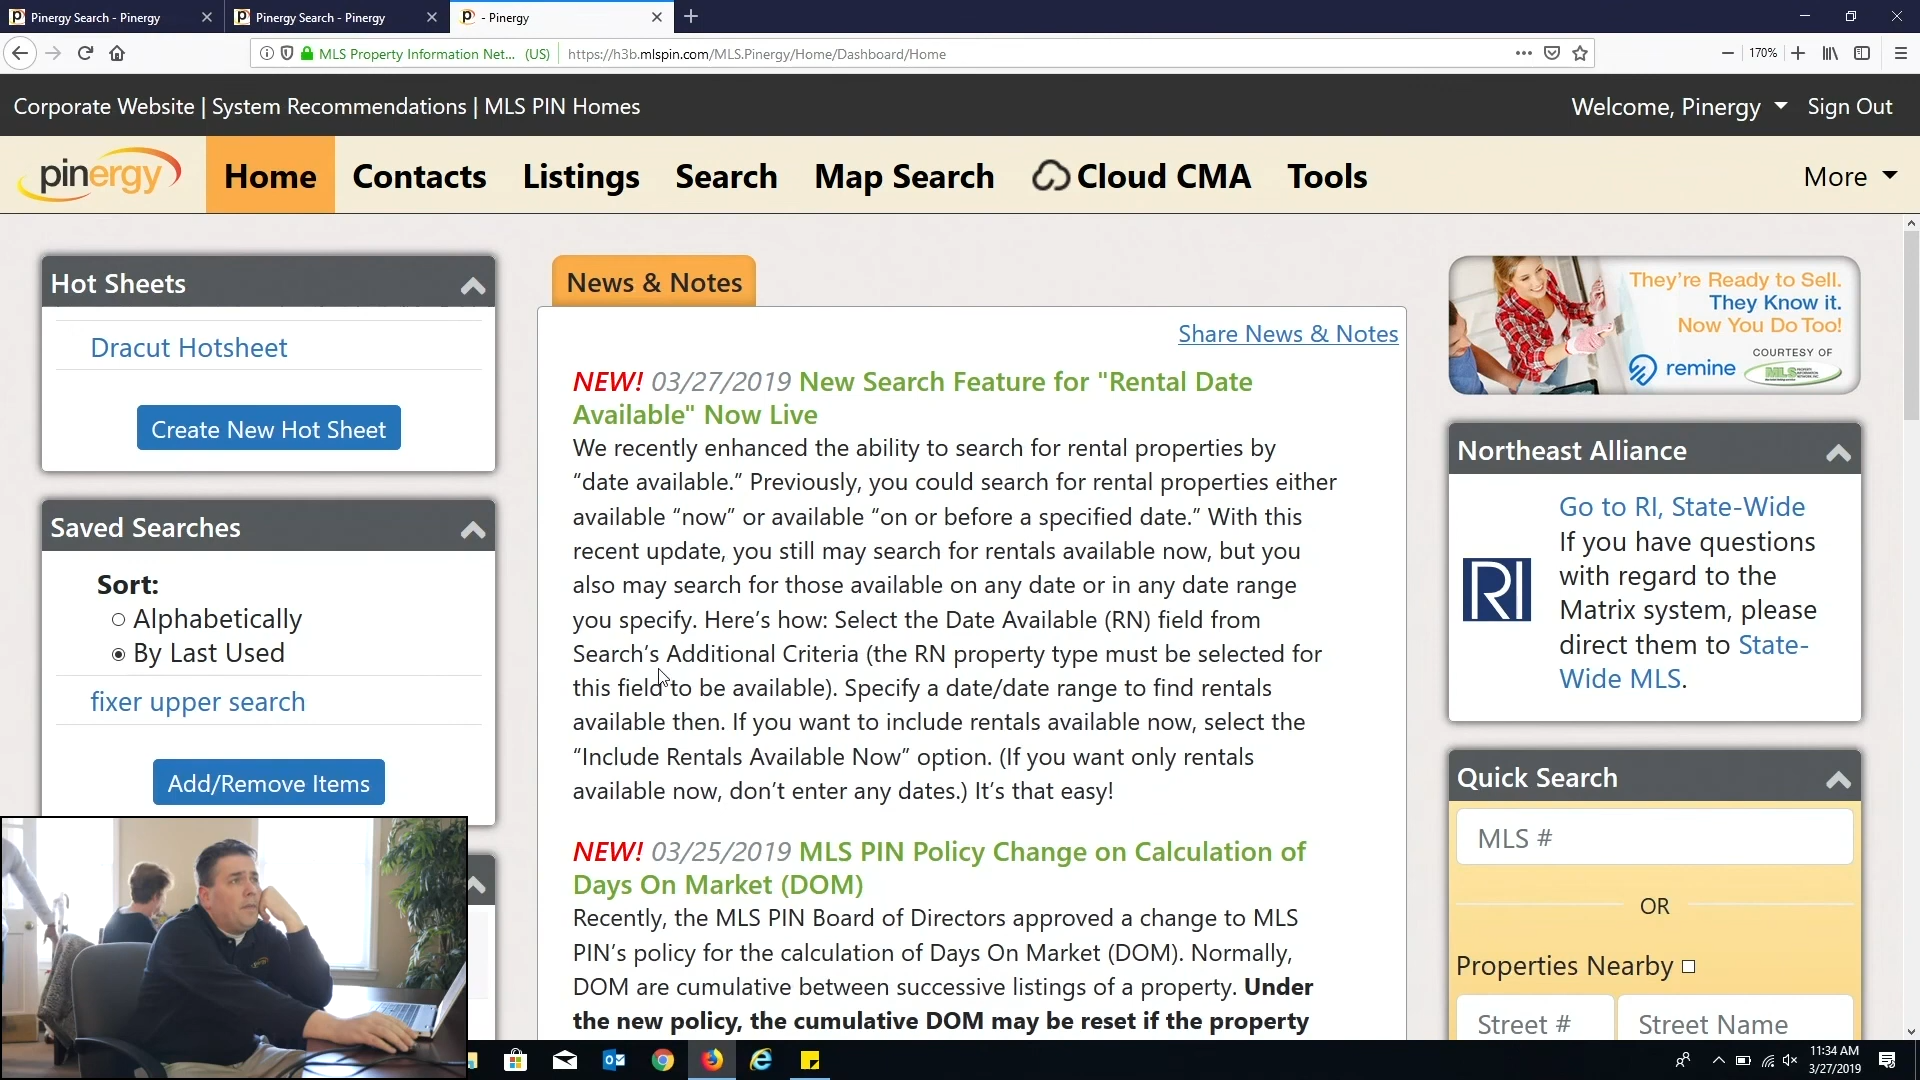 Pinergy Search - Pinergy
Pinergy Search - Pinergy
- Pinergy
MLS Property Information Net... (US)
https://h3b.mlspin.com/MLS.Pinergy/Home/Dashboard/Home
170%
Corporate Website | System Recommendations | MLS PIN Homes
Welcome, Pinergy
Sign Out
pinergy
Home
Contacts
Listings
Search
Map Search
Cloud CMA
Tools
More
Hot Sheets
Dracut Hotsheet
Create New Hot Sheet
Saved Searches
Sort:
Alphabetically
By Last Used
fixer upper search
Add/Remove Items
News & Notes
Share News & Notes
NEW! 03/27/2019 New Search Feature for "Rental Date
Available" Now Live
We recently enhanced the ability to search for rental properties by
“date available.” Previously, you could search for rental properties either
available “now” or available “on or before a specified date.” With this
recent update, you still may search for rentals available now, but you
also may search for those available on any date or in any date range
you specify. Here’s how: Select the Date Available (RN) field from
Search’s Additional Criteria (the RN property type must be selected for
this field to be available). Specify a date/date range to find rentals
available then. If you want to include rentals available now, select the
“Include Rentals Available Now” option. (If you want only rentals
available now, don’t enter any dates.) It’s that easy!
NEW! 03/25/2019 MLS PIN Policy Change on Calculation of
Days On Market (DOM)
Recently, the MLS PIN Board of Directors approved a change to MLS
PIN’s policy for the calculation of Days On Market (DOM). Normally,
DOM are cumulative between successive listings of a property. Under
the new policy, the cumulative DOM may be reset if the property
They’re Ready to Sell.
They Know it.
Now You Do Too!
remine
COURTESY OF
MLS
Northeast Alliance
RI
Go to RI, State-Wide
If you have questions
with regard to the
Matrix system, please
direct them to State-
Wide MLS.
Quick Search
MLS #
OR
Properties Nearby
Street #
Street Name
11:34 AM
3/27/2019